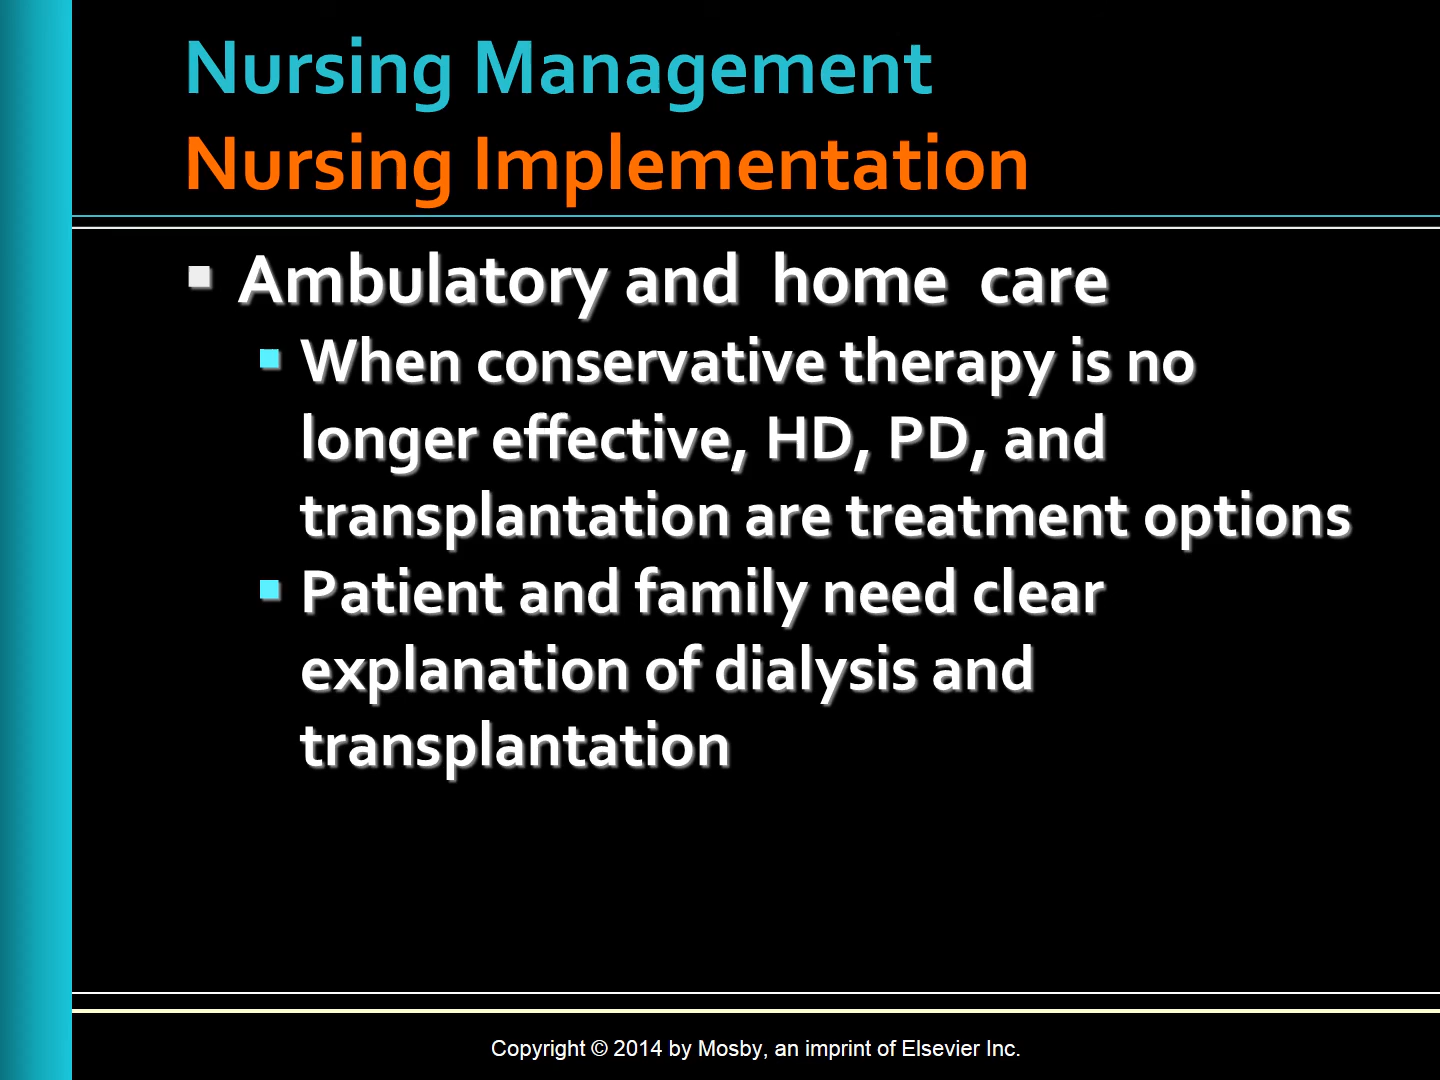 Nursing Management
Nursing Implementation
Ambulatory and home care
When conservative therapy is no
longer effective, HD, PD, and
transplantation are treatment options
Patient and family need clear
explanation of dialysis and
transplantation
Copyright © 2014 by Mosby, an imprint of Elsevier Inc.